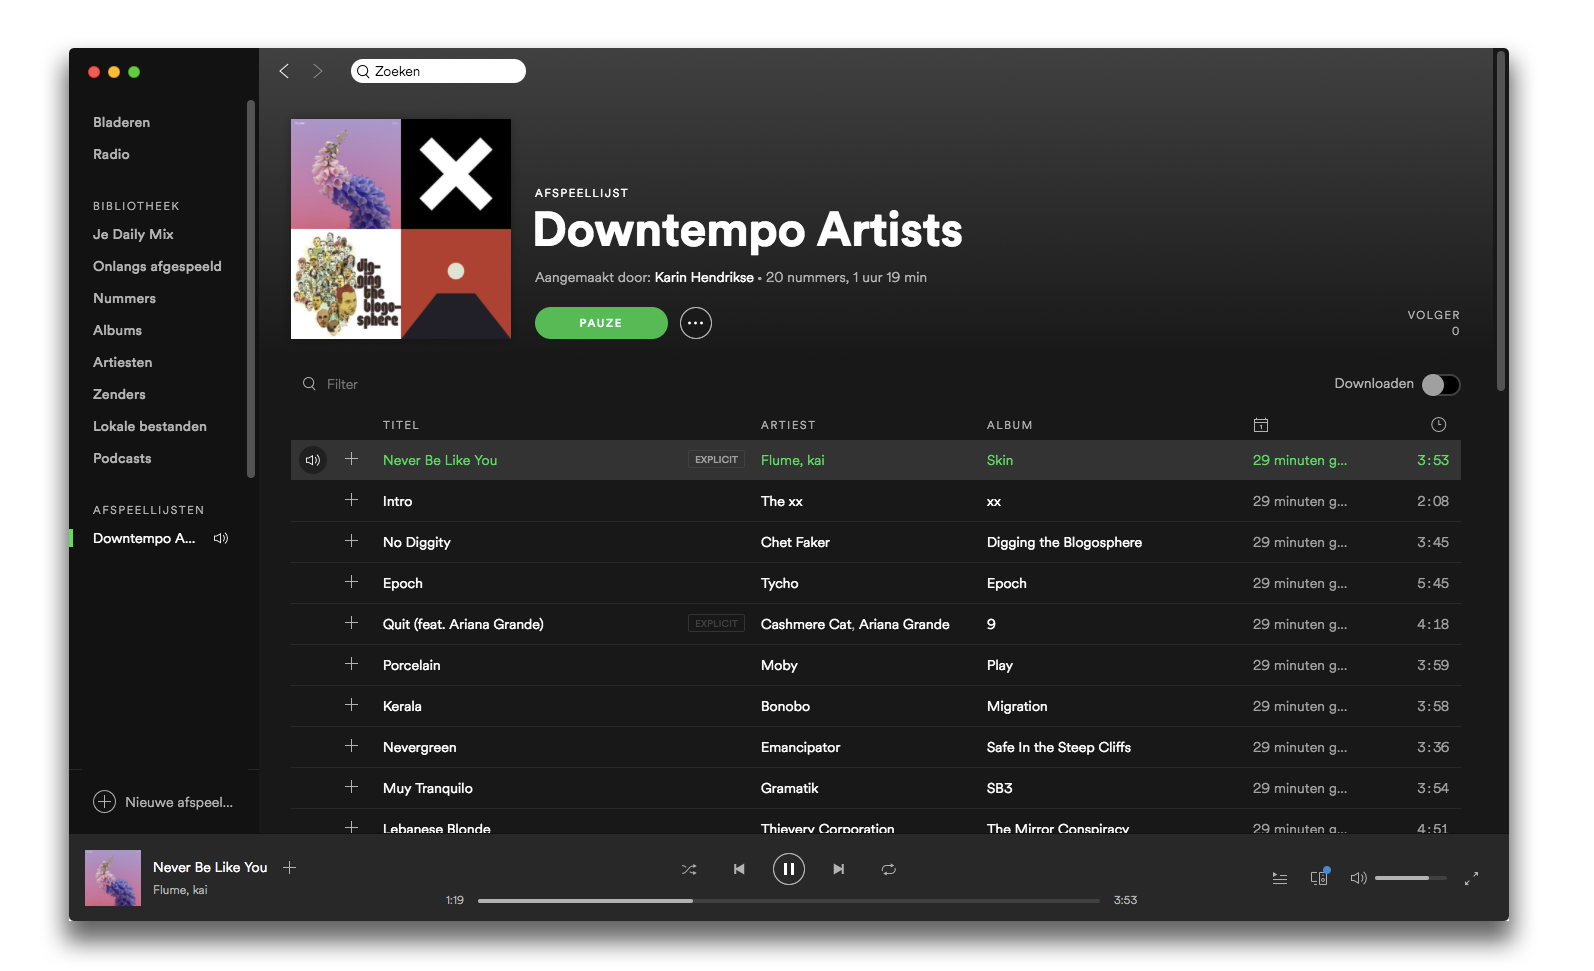 Zoeken
Bladeren
Radio
BIBLIOTHEEK
Je Daily Mix
Onlangs afgespeeld
Nummers
Albums
Artiesten
Zenders
Lokale bestanden
Podcasts
AFSPEELLIJSTEN
Downtempo A...
Nieuwe afspeel...
dig-
ging
the
blogo-
sphere
AFSPEELLIJST
Downtempo Artists
Aangemaakt door: Karin Hendrikse • 20 nummers, 1 uur 19 min
PAUZE
VOLGER
0
Filter
Downloaden
TITEL ARTIEST ALBUM
Never Be Like You EXPLICIT Flume, kai Skin 29 minuten g... 3:53
Intro The xx xx 29 minuten g... 2:08
No Diggity Chet Faker Digging the Blogosphere 29 minuten g... 3:45
Epoch Tycho Epoch 29 minuten g... 5:45
Quit (feat. Ariana Grande) EXPLICIT Cashmere Cat, Ariana Grande 9 29 minuten g... 4:18
Porcelain Moby Play 29 minuten g... 3:59
Kerala Bonobo Migration 29 minuten g... 3:58
Nevergreen Emancipator Safe In the Steep Cliffs 29 minuten g... 3:36
Muy Tranquilo Gramatik SB3 29 minuten g... 3:54
Lebanese Blonde Thievery Corporation The Mirror Conspiracy 29 minuten g... 4:51
Never Be Like You
Flume, kai
1:19 3:53